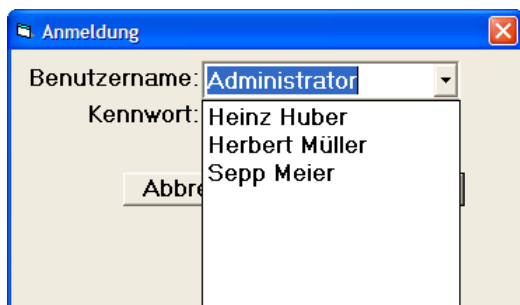 Anmeldung
Benutzername: Administrator
Kennwort: Heinz Huber
Herbert Müller
Sepp Meier
Abbre